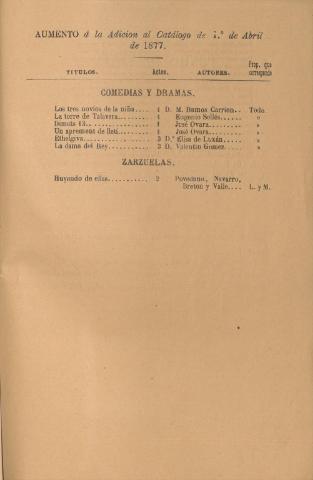 AUMENTO á la Adicion al Catálogo de 1.º de Abril
de 1877.
TITULOS. Actos. AUTORES. Prop. que corresponde
COMEDIAS Y DRAMAS.
Los tres novios de la niña.... 1 D. M. Ramos Carrion.. Todo
La torre de Talavera........ 1 Eugenio Sellés...... »
Demats 13.............. 1 José Ovara.......... »
Un apremens de llati.......... 1 José Ovara.......... »
Ethelgiva.................. 3 D.ª Elisa de Luxán..... »
La dama del Rey........... 3 D. Valentin Gomez..... »
ZARZUELAS.
Huyendo de ellas........... 2 Navarro,
Breton y Valle.... L. y M.